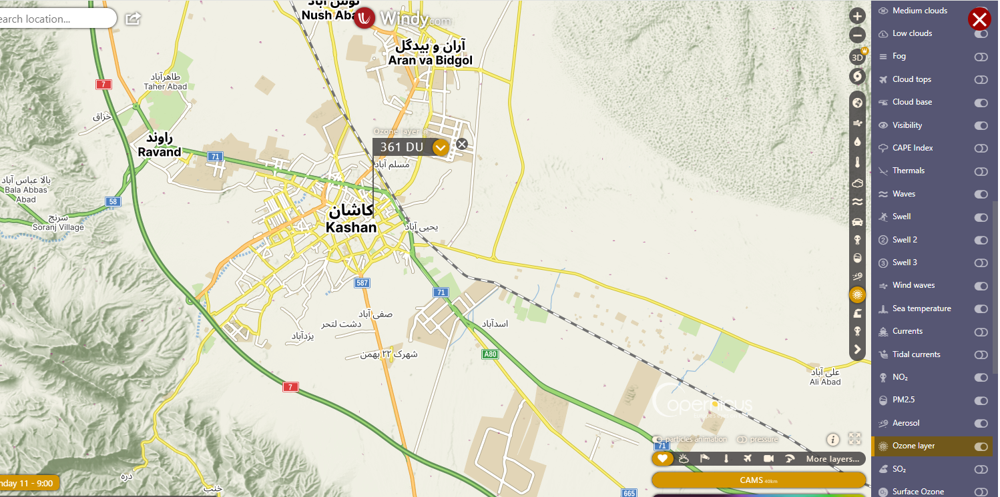 earch location...
نوش آباد
Nush Aba
Windy.com
آران و بیدگل
Aran va Bidgol
طاهرآباد
Taher Abad
7
خزاق
راوند
Ravand
71
Ozone layer
361 DU
مسلم آباد
بالا عباس آباد
Bala Abbas
Abad
58
سرنج
Soranj Village
کاشان
Kashan
یحیی آباد
587
71
صفی آباد
دشت لتحر
یزدآباد
اسدآباد
شهرک ۲۲ بهمن
A80
علی آباد
Ali Abad
7
Copernicus
particles animation
pressure
71
More layers...
دره
nday 11 - 9:00
خنب
CAMS 40km
665
3D
Medium clouds
Low clouds
Fog
Cloud tops
Cloud base
Visibility
CAPE Index
Thermals
Waves
Swell
2 Swell 2
3 Swell 3
Wind waves
Sea temperature
Currents
Tidal currents
NO₂
PM2.5
Aerosol
Ozone layer
SO₂
Surface Ozone